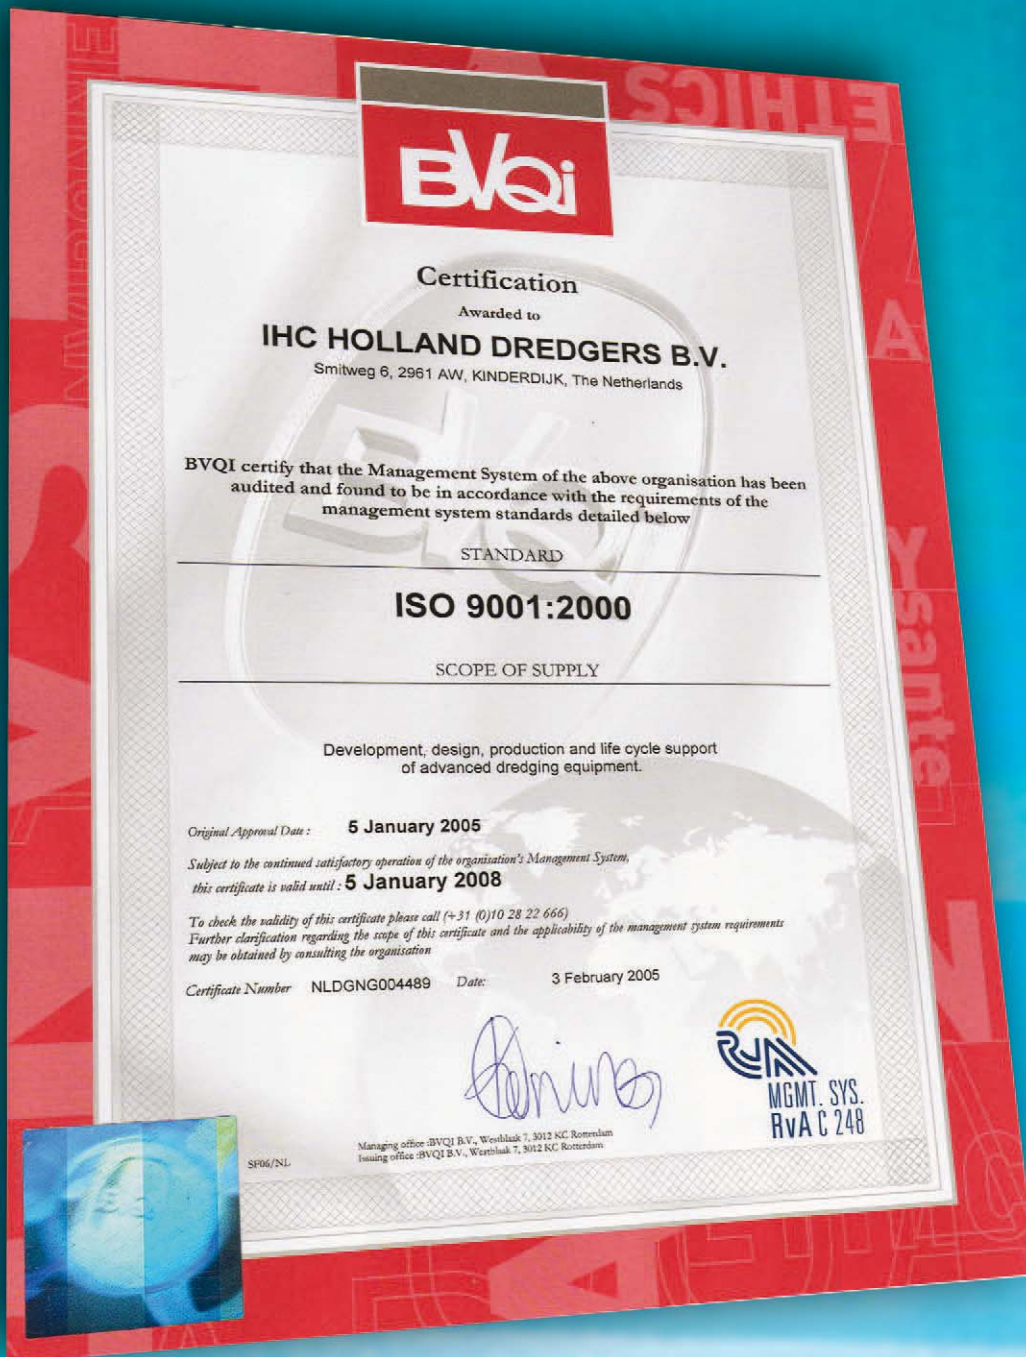 ETHICS
BVQi
Certification
Awarded to
IHC HOLLAND DREDGERS B.V.
Smitweg 6, 2961 AW, KINDERDIJK, The Netherlands
BVQI certify that the Management System of the above organisation has been
audited and found to be in accordance with the requirements of the
management system standards detailed below
STANDARD
ISO 9001:2000
SCOPE OF SUPPLY
Development, design, production and life cycle support
of advanced dredging equipment.
Original Approval Date : 5 January 2005
Subject to the continued satisfactory operation of the organisation's Management System,
this certificate is valid until : 5 January 2008
To check the validity of this certificate please call (+31 (0)10 28 22 666)
Further clarification regarding the scope of this certificate and the applicability of the management system requirements
may be obtained by consulting the organisation
Certificate Number NLDGNG004489 Date: 3 February 2005
RVA
MGMT. SYS.
RvA C 248
SF06/NL
Managing office :BVQI B.V., Westblaak 7, 3012 KC Rotterdam
Issuing office :BVQI B.V., Westblaak 7, 3012 KC Rotterdam